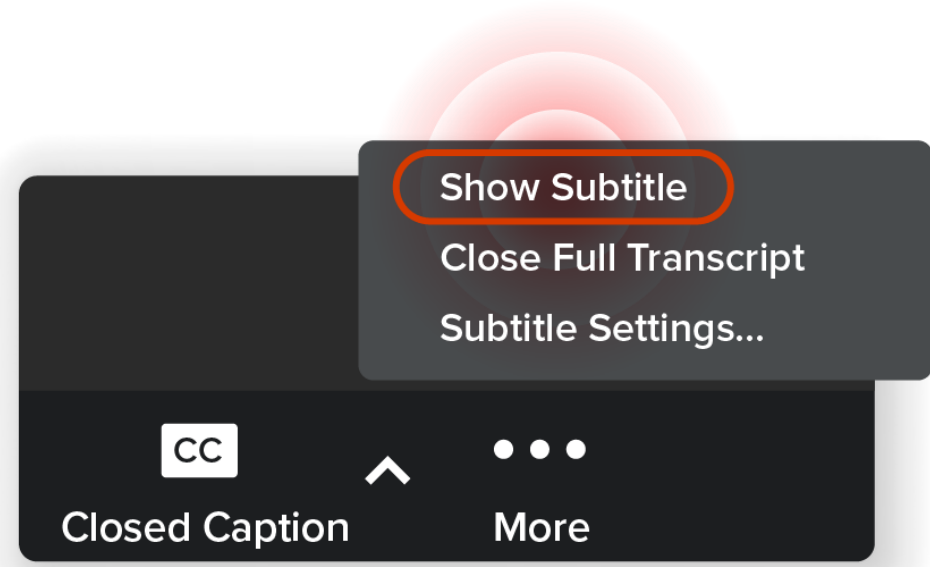 Show Subtitle
Close Full Transcript
Subtitle Settings...
CC
Closed Caption
More